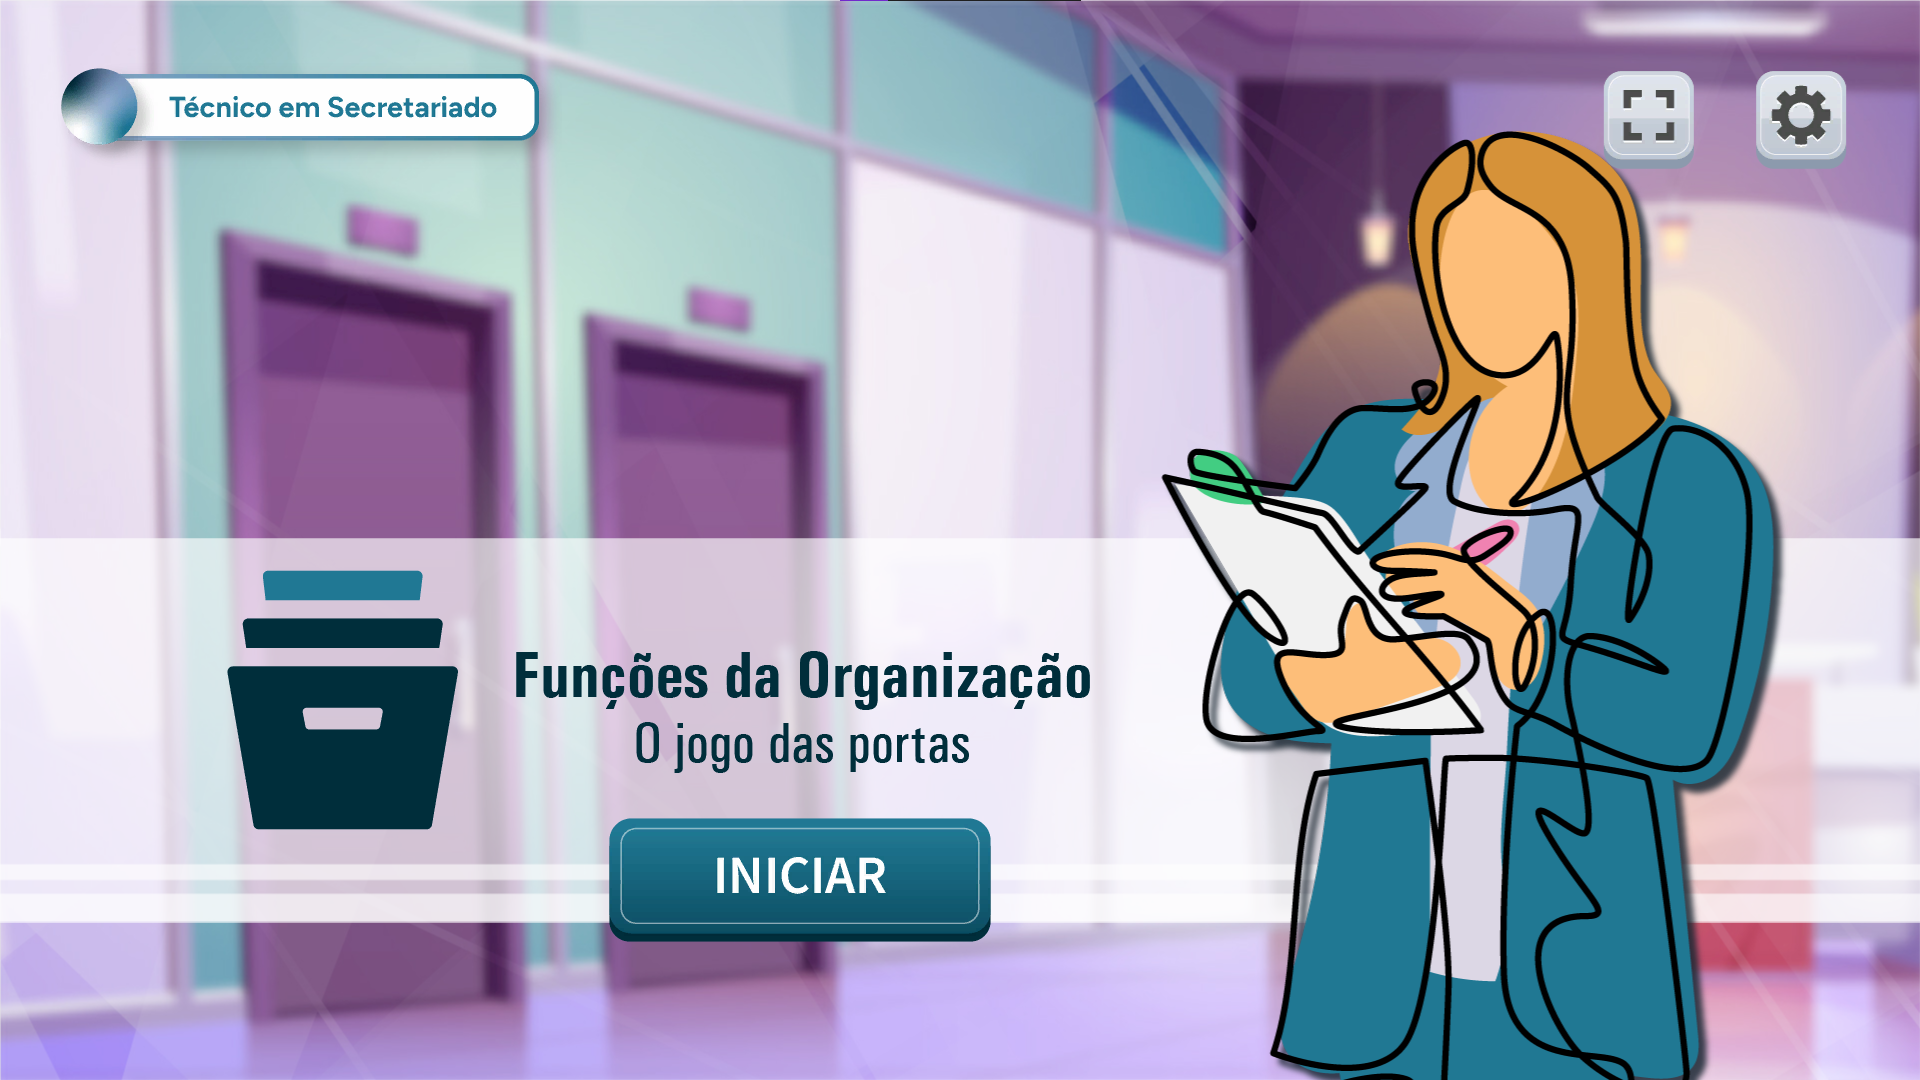 Técnico em Secretariado
Funções da Organização
O jogo das portas
INICIAR